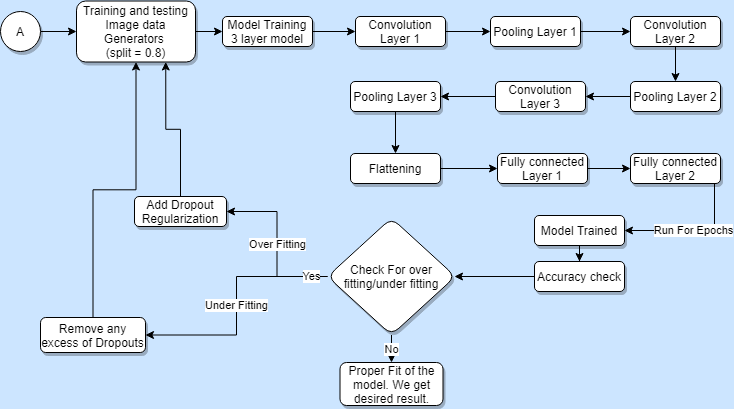 A
Training and testing
Image data
Generators
(split = 0.8)
Model Training
3 layer model
Convolution
Layer 1
Pooling Layer 1
Convolution
Layer 2
Pooling Layer 3
Convolution
Layer 3
Pooling Layer 2
Flattening
Fully connected
Layer 1
Fully connected
Layer 2
Add Dropout
Regularization
Model Trained
Run For Epochs
Over Fitting
Check For over
fitting/under fitting
Yes
Accuracy check
Under Fitting
Remove any
excess of Dropouts
No
Proper Fit of the
model. We get
desired result.